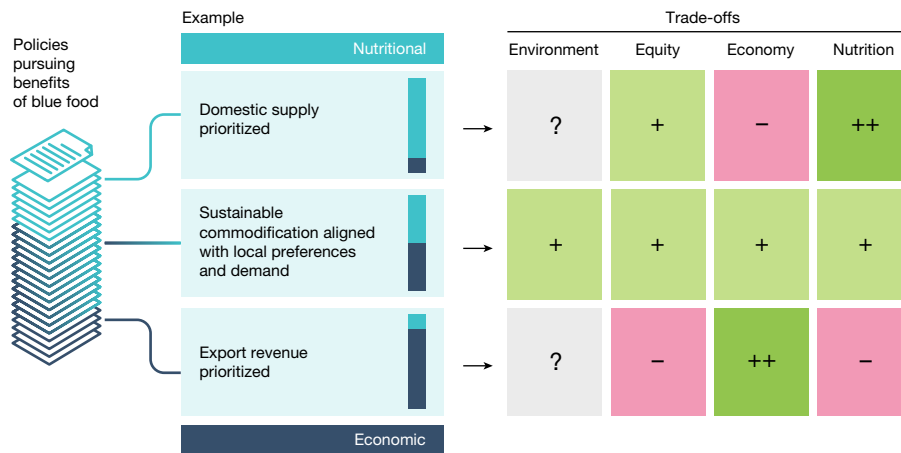 Policies
pursuing
benefits
of blue food
Example
Nutritional
Domestic supply
prioritized
Sustainable
commodification aligned
with local preferences
and demand
Export revenue
prioritized
Economic
Trade-offs
Environment Equity Economy Nutrition
? + – ++
+ + + +
? – ++ –